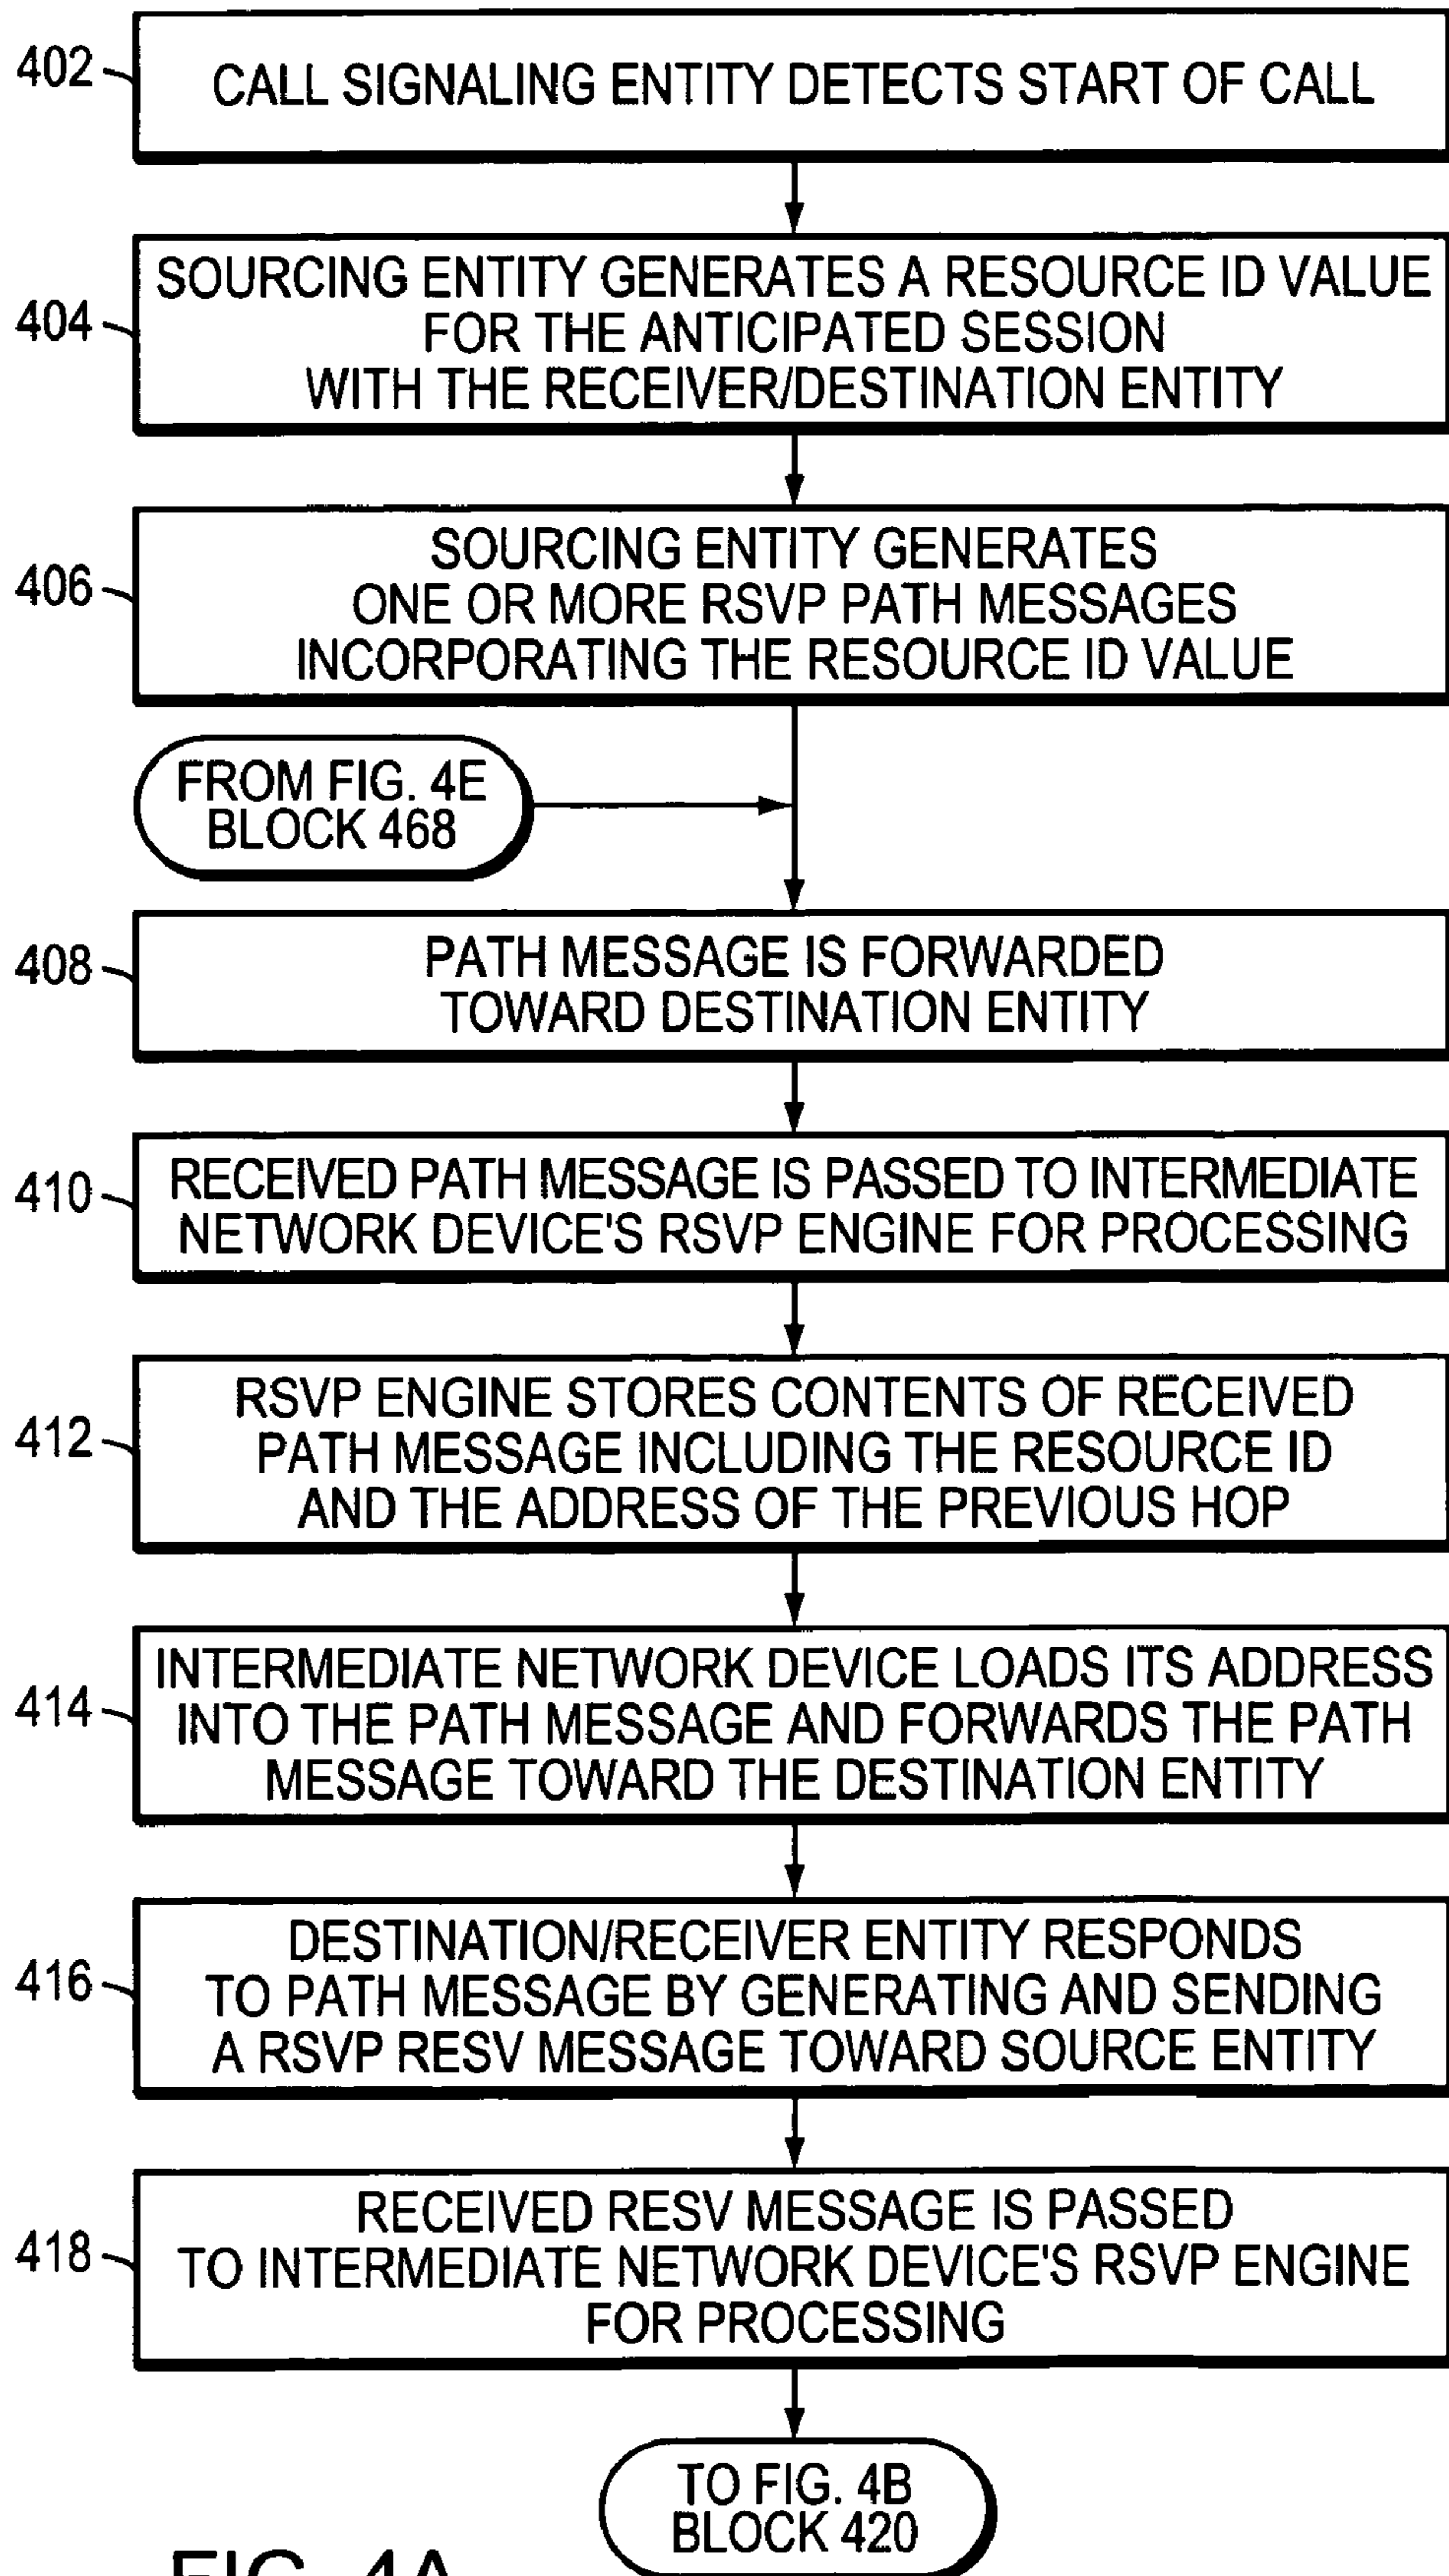 402
CALL SIGNALING ENTITY DETECTS START OF CALL
404
SOURCING ENTITY GENERATES A RESOURCE ID VALUE
FOR THE ANTICIPATED SESSION
WITH THE RECEIVER/DESTINATION ENTITY
406
SOURCING ENTITY GENERATES
ONE OR MORE RSVP PATH MESSAGES
INCORPORATING THE RESOURCE ID VALUE
FROM FIG. 4E
BLOCK 468
408
PATH MESSAGE IS FORWARDED
TOWARD DESTINATION ENTITY
410
RECEIVED PATH MESSAGE IS PASSED TO INTERMEDIATE
NETWORK DEVICE'S RSVP ENGINE FOR PROCESSING
412
RSVP ENGINE STORES CONTENTS OF RECEIVED
PATH MESSAGE INCLUDING THE RESOURCE ID
AND THE ADDRESS OF THE PREVIOUS HOP
414
INTERMEDIATE NETWORK DEVICE LOADS ITS ADDRESS
INTO THE PATH MESSAGE AND FORWARDS THE PATH
MESSAGE TOWARD THE DESTINATION ENTITY
416
DESTINATION/RECEIVER ENTITY RESPONDS
TO PATH MESSAGE BY GENERATING AND SENDING
A RSVP RESV MESSAGE TOWARD SOURCE ENTITY
418
RECEIVED RESV MESSAGE IS PASSED
TO INTERMEDIATE NETWORK DEVICE'S RSVP ENGINE
FOR PROCESSING
TO FIG. 4B
BLOCK 420
FIG. 4A